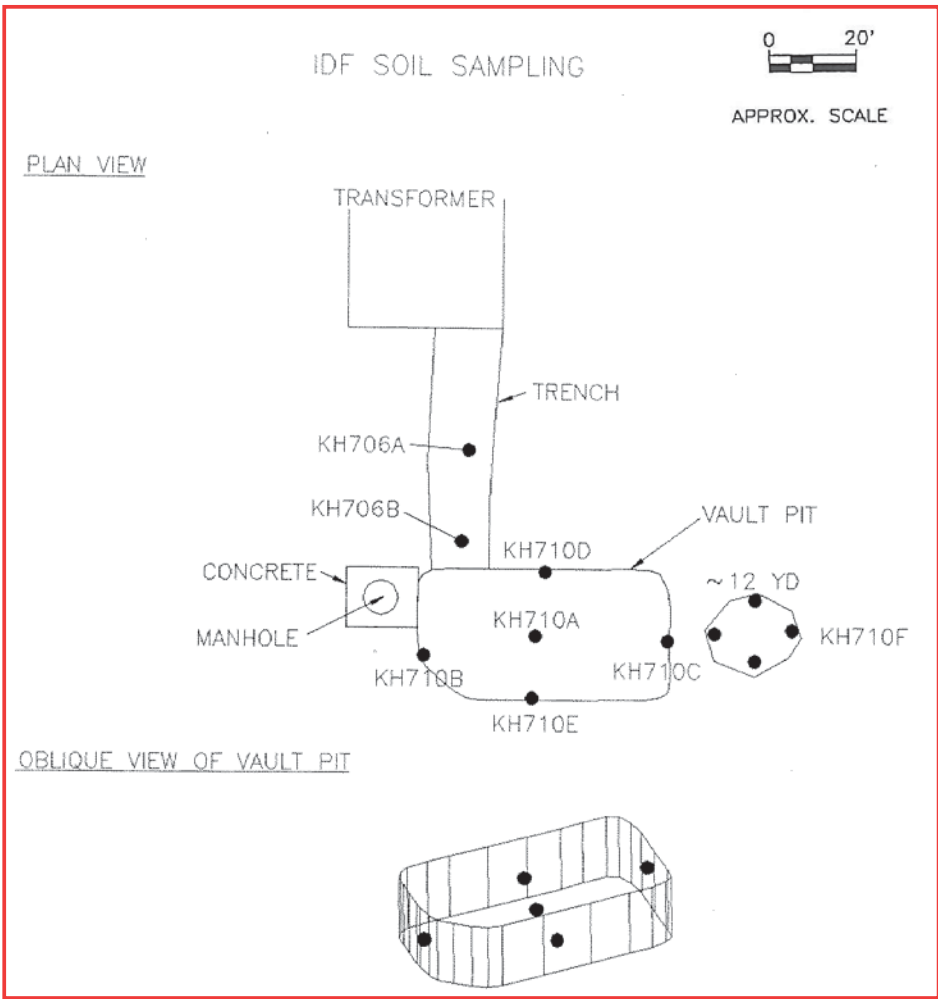 0 20'
IDF SOIL SAMPLING
APPROX. SCALE
PLAN VIEW
TRANSFORMER
TRENCH
KH706A
KH706B
VAULT PIT
KH710D
CONCRETE
~12 YD
KH710A
MANHOLE
KH710F
KH710B
KH710C
KH710E
OBLIQUE VIEW OF VAULT PIT